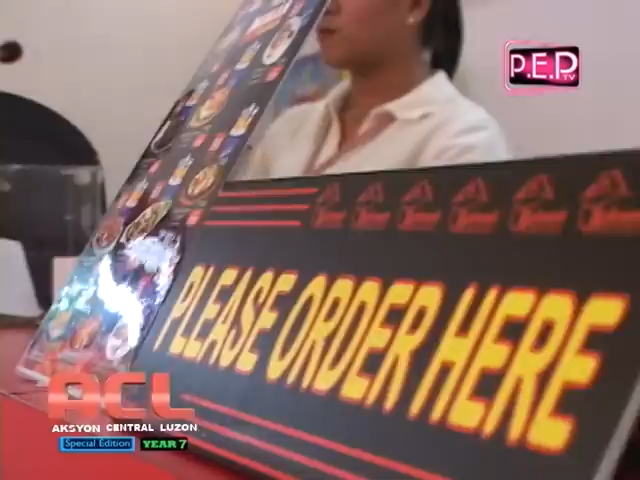 P.E.P
TV
PLEASE ORDER HERE
ACL
AKSYON CENTRAL LUZON
Special Edition YEAR 7